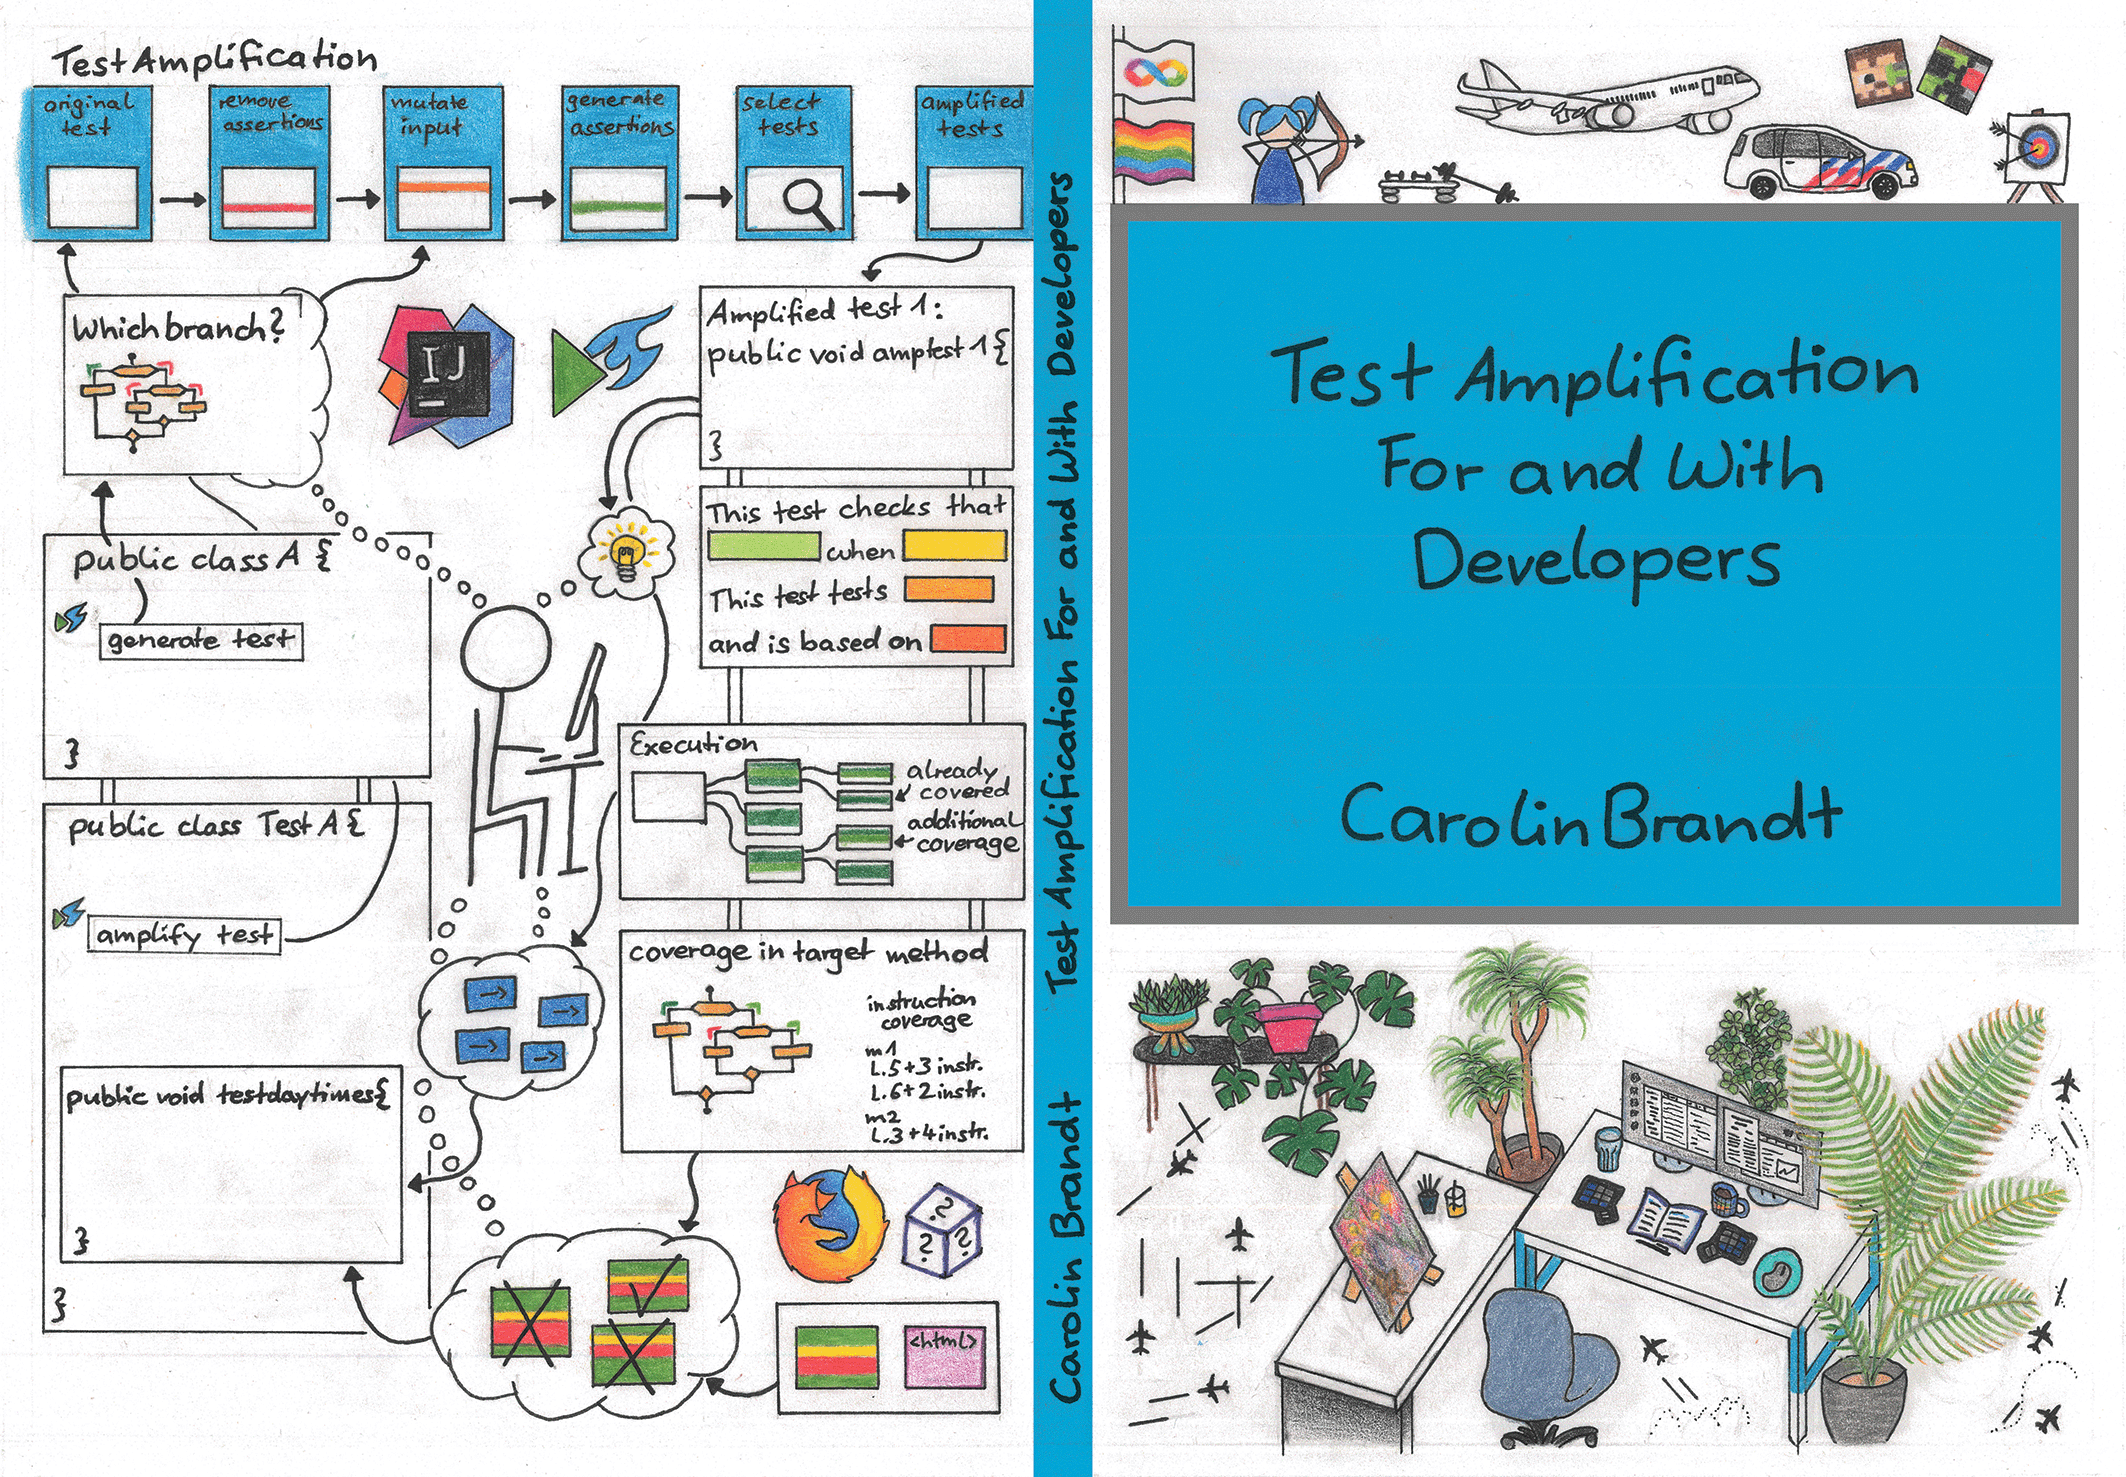 Test Amplification
original
test
remove
assertions
mutate
input
generate
assertions
select
tests
amplified
tests
Which branch?
IJ
Amplified test 1:
public void amptest1{
}
This test checks that
when
This test tests
and is based on
public class A {
generate test
}
Execution
already
covered
additional
coverage
public class Test A {
amplify test
coverage in target method
instruction
coverage
m1
L.5+3 instr.
L.6+2 instr.
m2
L.3+4 instr.
public void testdaytimes{
}
}
? ? ?
<html>
Carolin Brandt Test Amplification For and With Developers
Test Amplification
For and With
Developers
Carolin Brandt